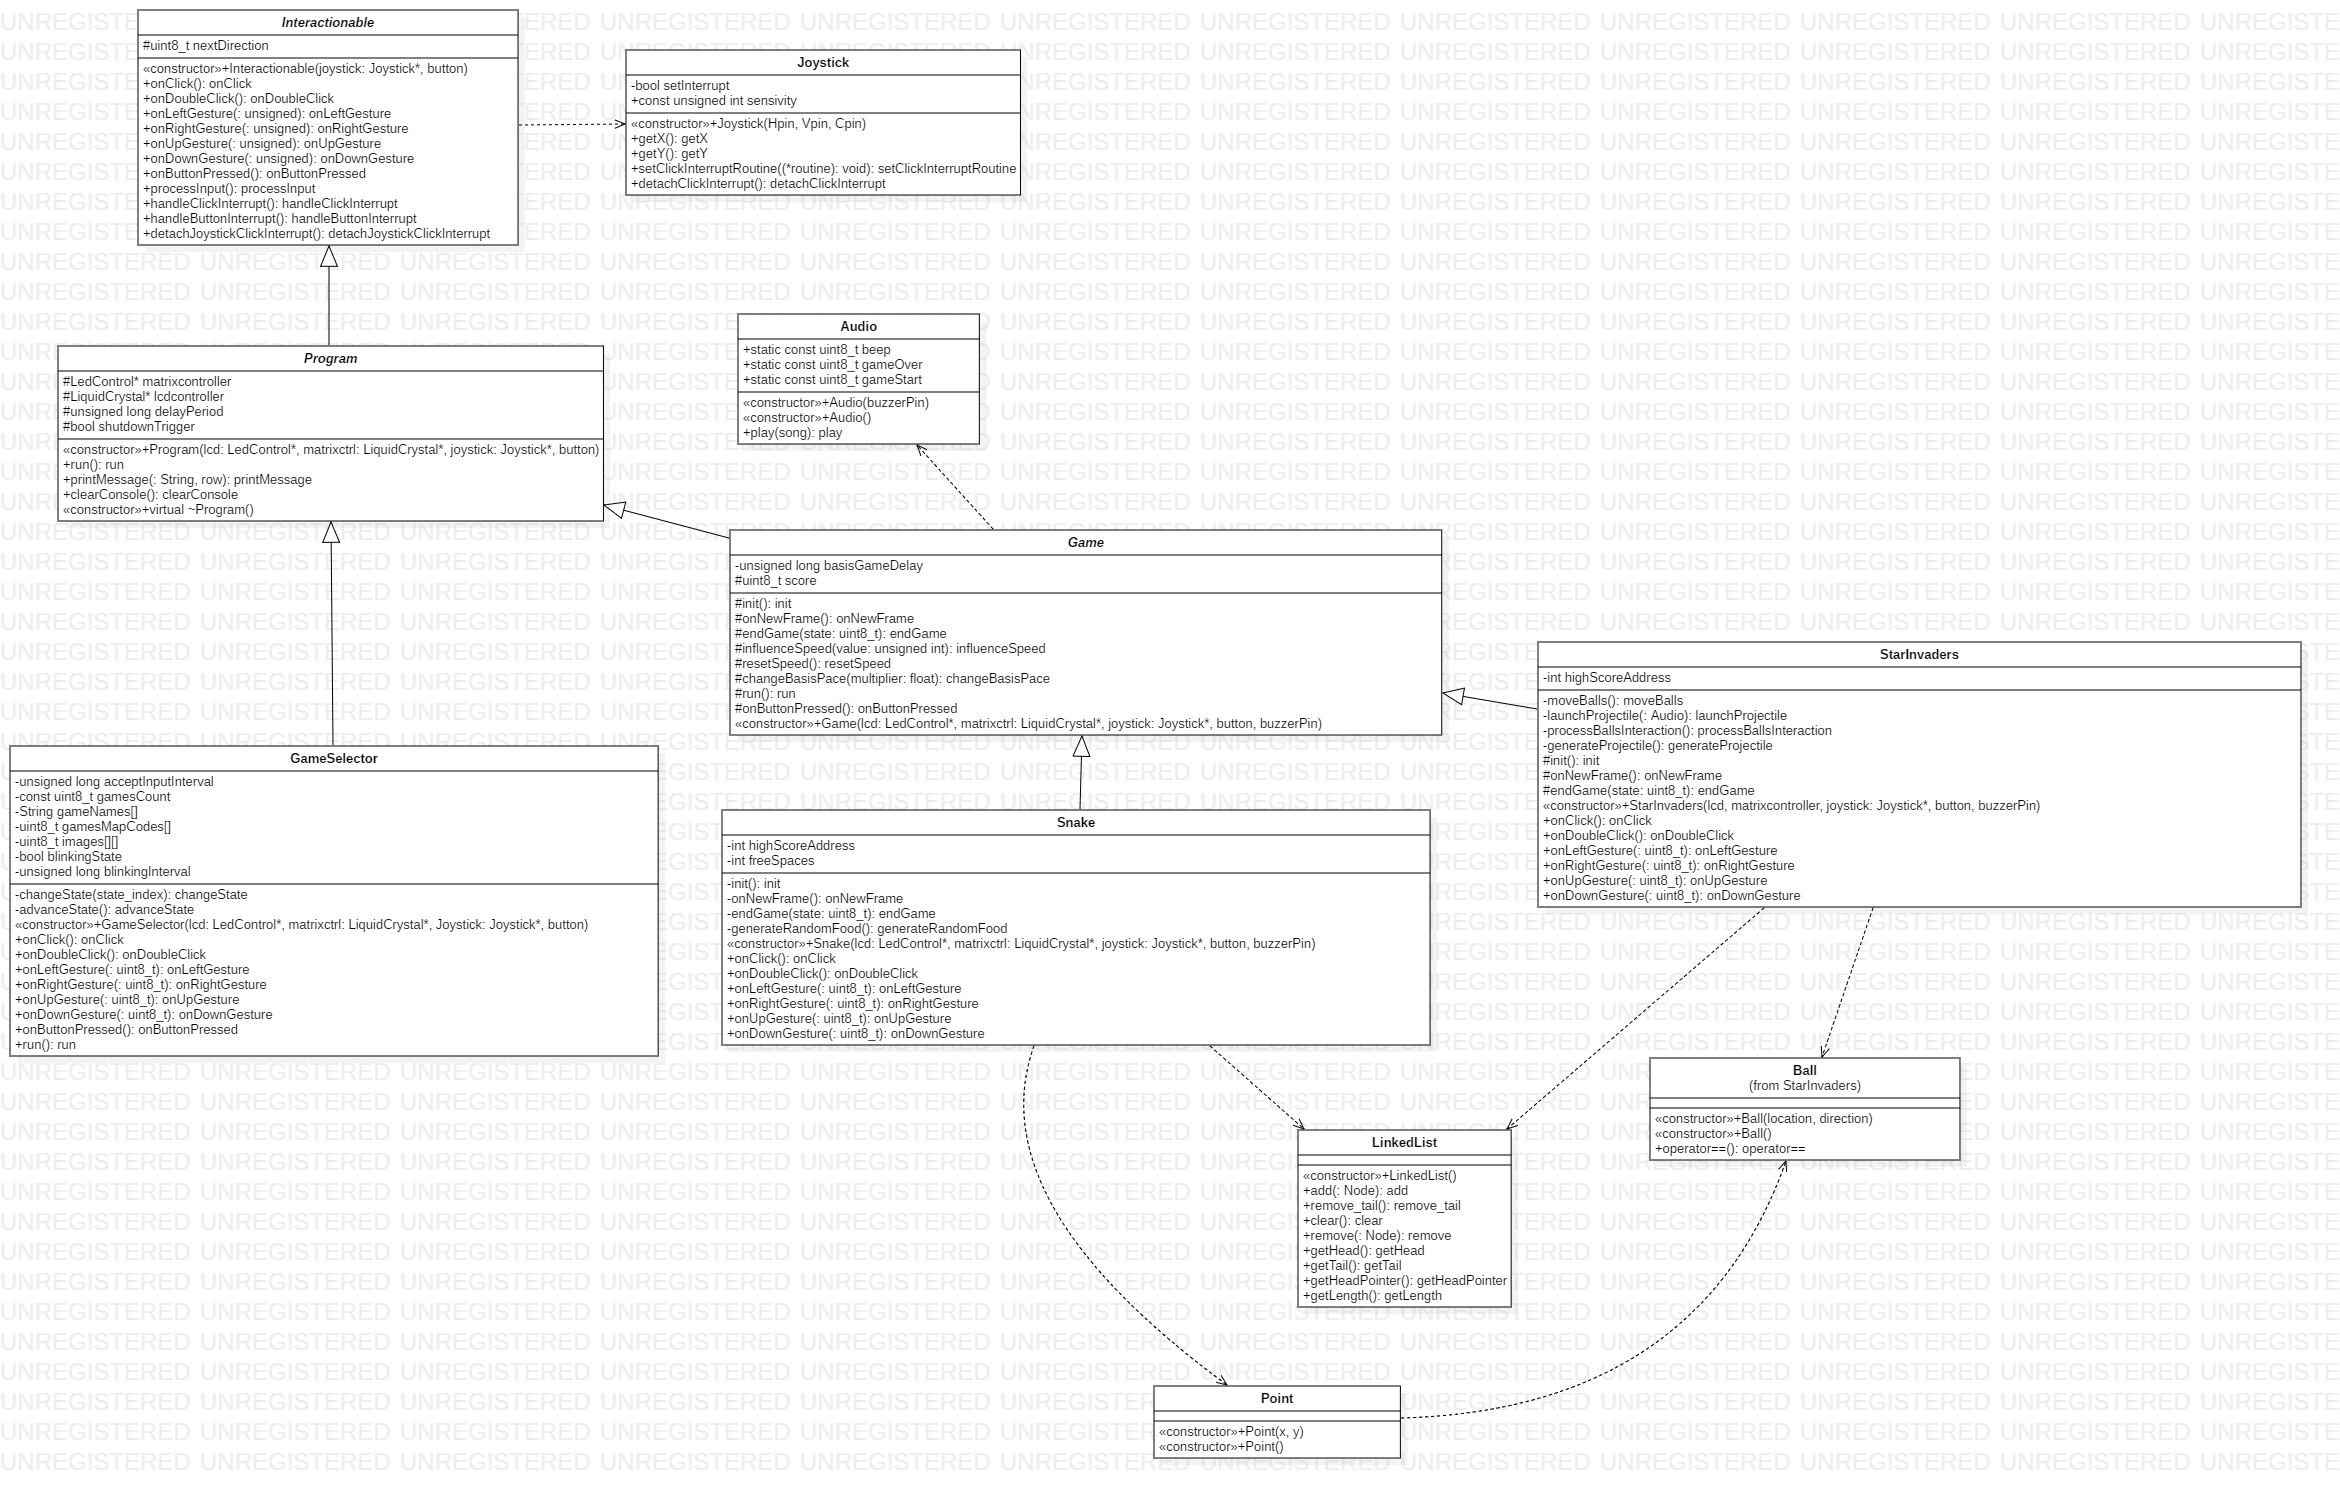 Interactionable
#uint8_t nextDirection
«constructor»+Interactionable(joystick: Joystick*, button)
+onClick(): onClick
+onDoubleClick(): onDoubleClick
+onLeftGesture(: unsigned): onLeftGesture
+onRightGesture(: unsigned): onRightGesture
+onUpGesture(: unsigned): onUpGesture
+onDownGesture(: unsigned): onDownGesture
+onButtonPressed(): onButtonPressed
+processInput(): processInput
+handleClickInterrupt(): handleClickInterrupt
+handleButtonInterrupt(): handleButtonInterrupt
+detachJoystickClickInterrupt(): detachJoystickClickInterrupt
Joystick
-bool setInterrupt
+const unsigned int sensivity
«constructor»+Joystick(Hpin, Vpin, Cpin)
+getX(): getX
+getY(): getY
+setClickInterruptRoutine((*routine): void): setClickInterruptRoutine
+detachClickInterrupt(): detachClickInterrupt
Audio
+static const uint8_t beep
+static const uint8_t gameOver
+static const uint8_t gameStart
«constructor»+Audio(buzzerPin)
«constructor»+Audio()
+play(song): play
Program
#LedControl* matrixcontroller
#LiquidCrystal* lcdcontroller
#unsigned long delayPeriod
#bool shutdownTrigger
«constructor»+Program(lcd: LedControl*, matrixctrl: LiquidCrystal*, joystick: Joystick*, button)
+run(): run
+printMessage(: String, row): printMessage
+clearConsole(): clearConsole
«constructor»+virtual ~Program()
Game
-unsigned long basisGameDelay
#uint8_t score
#init(): init
#onNewFrame(): onNewFrame
#endGame(state: uint8_t): endGame
#influenceSpeed(value: unsigned int): influenceSpeed
#resetSpeed(): resetSpeed
#changeBasisPace(multiplier: float): changeBasisPace
#run(): run
#onButtonPressed(): onButtonPressed
«constructor»+Game(lcd: LedControl*, matrixctrl: LiquidCrystal*, joystick: Joystick*, button, buzzerPin)
StarInvaders
-int highScoreAddress
-moveBalls(): moveBalls
-launchProjectile(: Audio): launchProjectile
-processBallsInteraction(): processBallsInteraction
-generateProjectile(): generateProjectile
#init(): init
#onNewFrame(): onNewFrame
#endGame(state: uint8_t): endGame
«constructor»+StarInvaders(lcd, matrixcontroller, joystick: Joystick*, button, buzzerPin)
+onClick(): onClick
+onDoubleClick(): onDoubleClick
+onLeftGesture(: uint8_t): onLeftGesture
+onRightGesture(: uint8_t): onRightGesture
+onUpGesture(: uint8_t): onUpGesture
+onDownGesture(: uint8_t): onDownGesture
GameSelector
-unsigned long acceptInputInterval
-const uint8_t gamesCount
-String gameNames[]
-uint8_t gamesMapCodes[]
-uint8_t images[][]
-bool blinkingState
-unsigned long blinkingInterval
-changeState(state_index): changeState
-advanceState(): advanceState
«constructor»+GameSelector(lcd: LedControl*, matrixctrl: LiquidCrystal*, Joystick: Joystick*, button)
+onClick(): onClick
+onDoubleClick(): onDoubleClick
+onLeftGesture(: uint8_t): onLeftGesture
+onRightGesture(: uint8_t): onRightGesture
+onUpGesture(: uint8_t): onUpGesture
+onDownGesture(: uint8_t): onDownGesture
+onButtonPressed(): onButtonPressed
+run(): run
Snake
-int highScoreAddress
-int freeSpaces
-init(): init
-onNewFrame(): onNewFrame
-endGame(state: uint8_t): endGame
-generateRandomFood(): generateRandomFood
«constructor»+Snake(lcd: LedControl*, matrixctrl: LiquidCrystal*, joystick: Joystick*, button, buzzerPin)
+onClick(): onClick
+onDoubleClick(): onDoubleClick
+onLeftGesture(: uint8_t): onLeftGesture
+onRightGesture(: uint8_t): onRightGesture
+onUpGesture(: uint8_t): onUpGesture
+onDownGesture(: uint8_t): onDownGesture
Ball
(from StarInvaders)
«constructor»+Ball(location, direction)
«constructor»+Ball()
+operator==(): operator==
LinkedList
«constructor»+LinkedList()
+add(: Node): add
+remove_tail(): remove_tail
+clear(): clear
+remove(: Node): remove
+getHead(): getHead
+getTail(): getTail
+getHeadPointer(): getHeadPointer
+getLength(): getLength
Point
«constructor»+Point(x, y)
«constructor»+Point()
UNREGISTERED